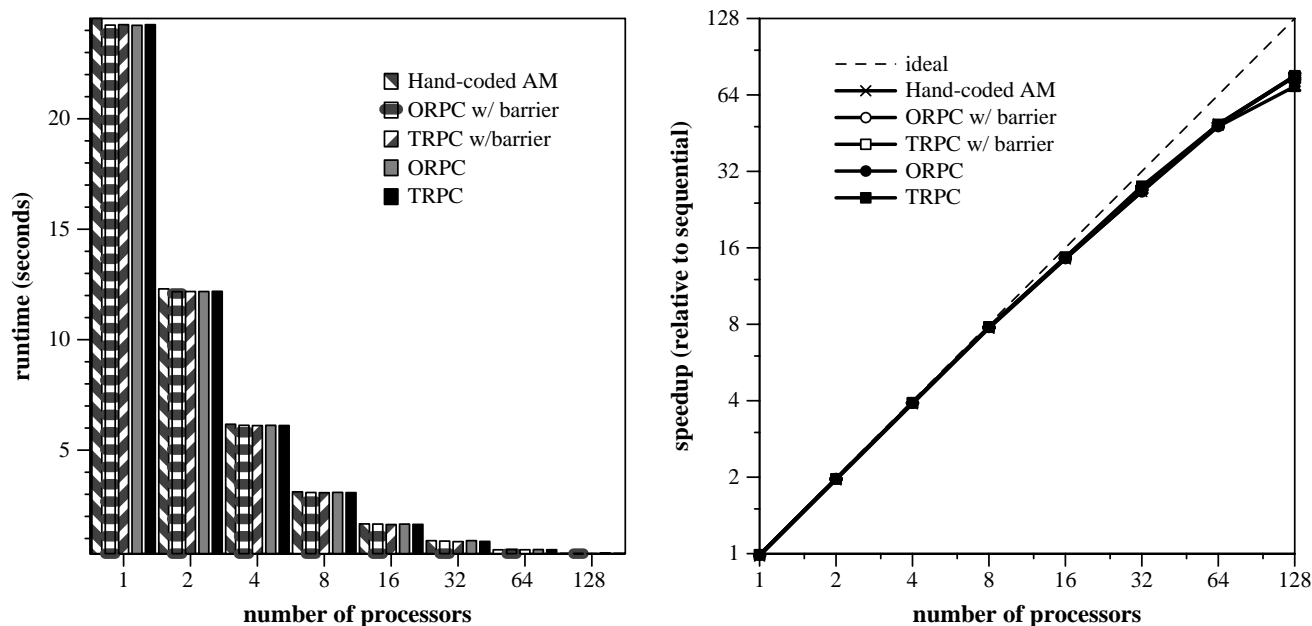 20
15
10
5
runtime (seconds)
Hand-coded AM
ORPC w/ barrier
TRPC w/barrier
ORPC
TRPC
1 2 4 8 16 32 64 128
number of processors
128
64
32
16
8
4
2
1
speedup (relative to sequential)
ideal
Hand-coded AM
ORPC w/ barrier
TRPC w/ barrier
ORPC
TRPC
1 2 4 8 16 32 64 128
number of processors